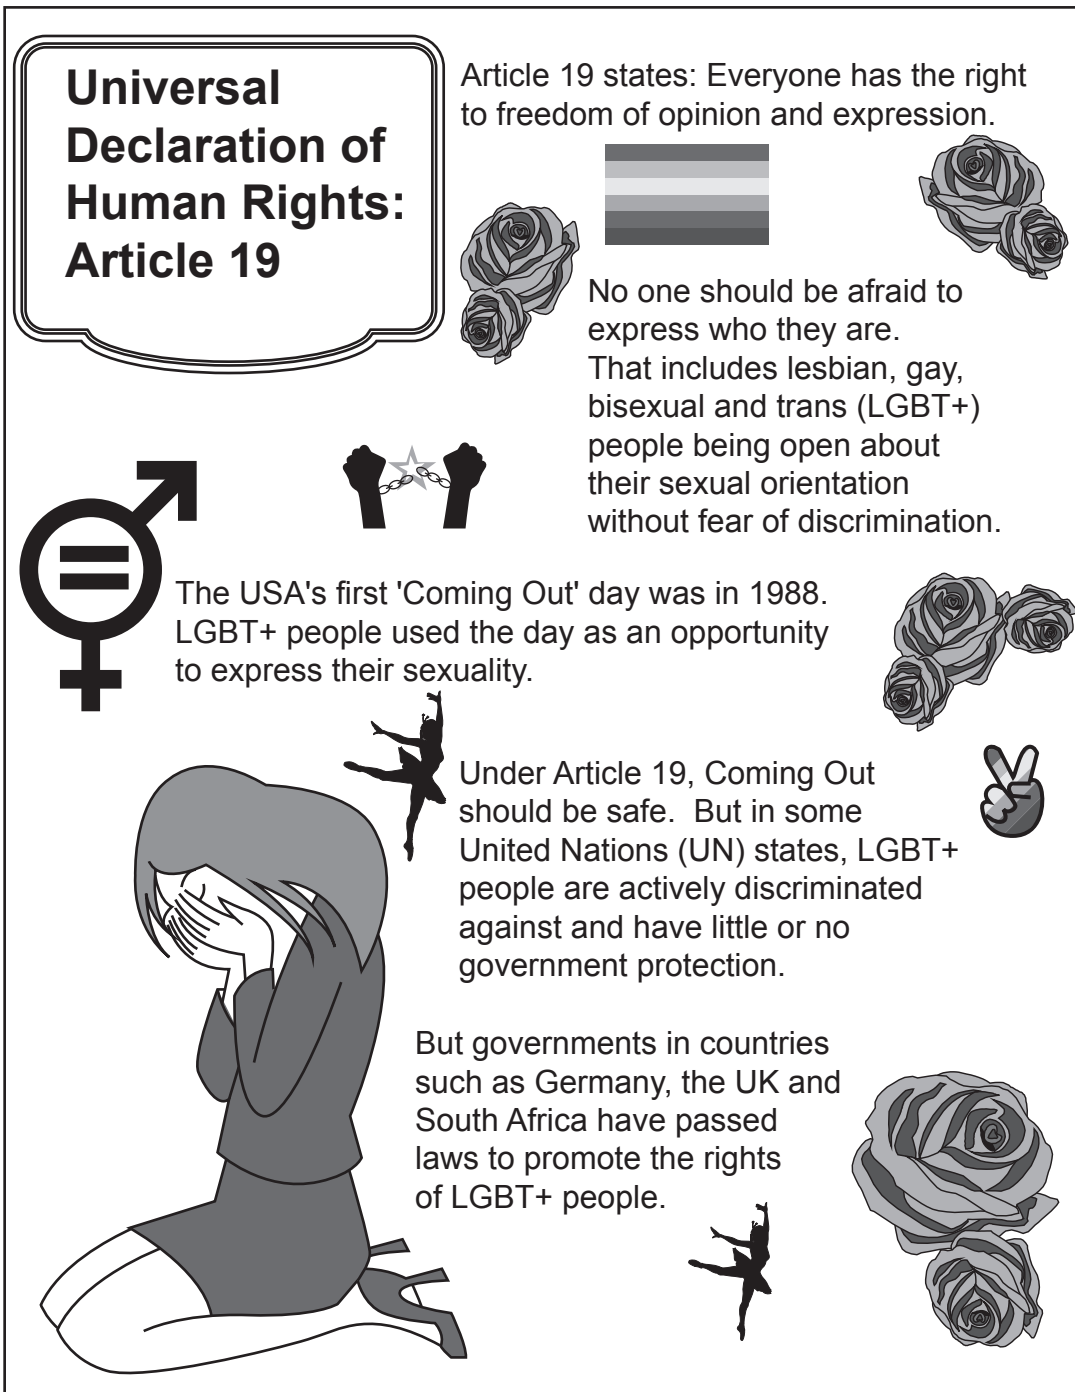 Universal
Declaration of
Human Rights:
Article 19
Article 19 states: Everyone has the right
to freedom of opinion and expression.
No one should be afraid to
express who they are.
That includes lesbian, gay,
bisexual and trans (LGBT+)
people being open about
their sexual orientation
without fear of discrimination.
The USA's first 'Coming Out' day was in 1988.
LGBT+ people used the day as an opportunity
to express their sexuality.
Under Article 19, Coming Out
should be safe.  But in some
United Nations (UN) states, LGBT+
people are actively discriminated
against and have little or no
government protection.
But governments in countries
such as Germany, the UK and
South Africa have passed
laws to promote the rights
of LGBT+ people.